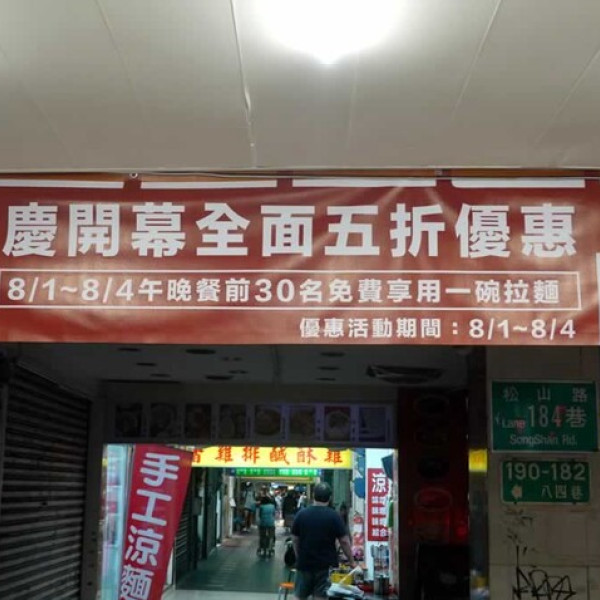 慶開幕全面五折優惠
8/1~8/4午晚餐前30名免費享用一碗拉麵
優惠活動期間：8/1~8/4
松山路
Lane 184巷
SongShan Rd.
190-182
八四巷
雞排鹹酥雞
手工涼麵
涼